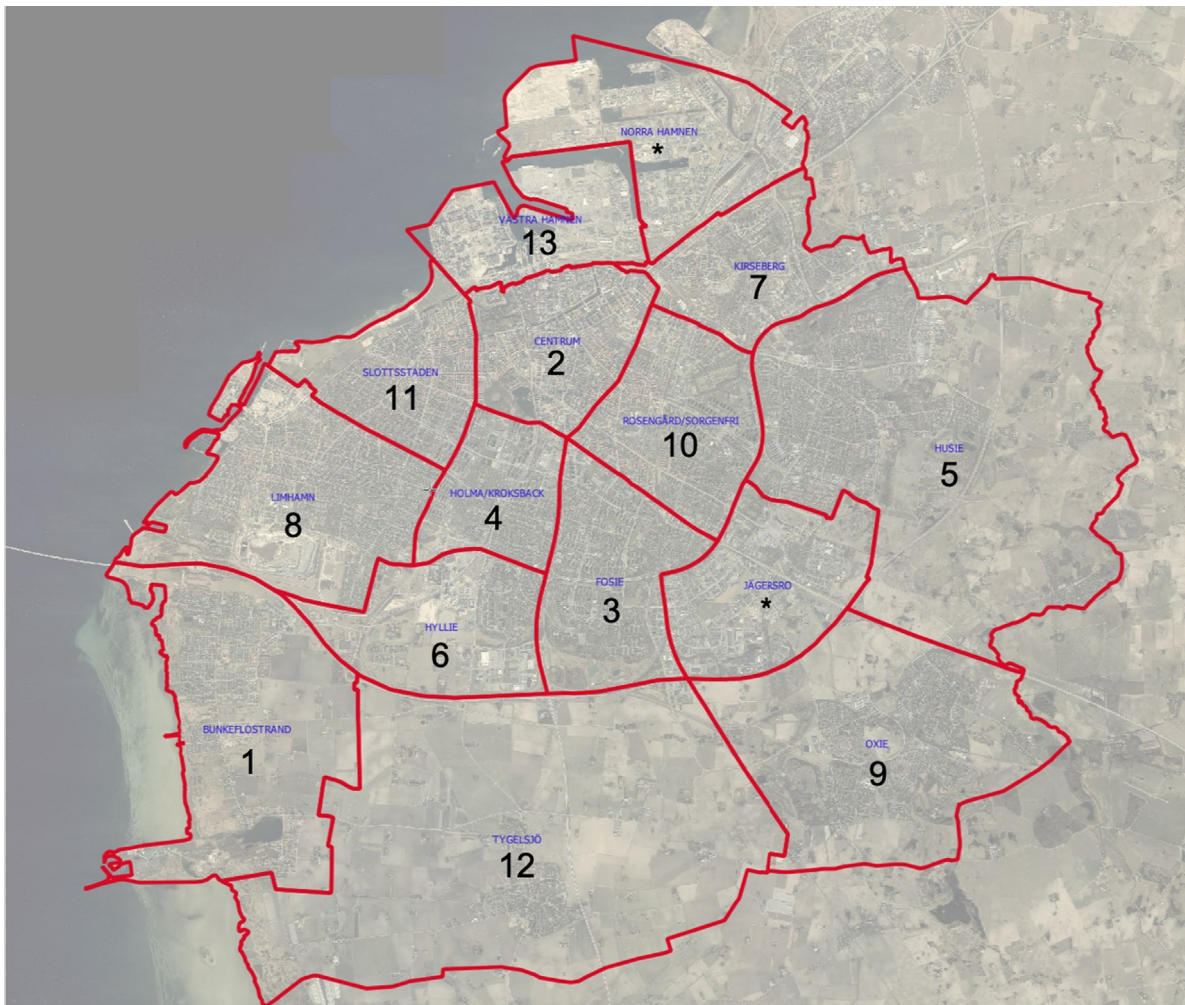 NORRA HAMNEN
*
VÄSTRA HAMNEN
13
KIRSEBERG
7
CENTRUM
2
SLOTTSSTADEN
11
ROSENGÅRD/SORGENFRI
10
HUSIE
5
LIMHAMN
8
HOLMA/KROKSBÄCK
4
FOSIE
3
JÄGERSRO
*
HYLLIE
6
BUNKEFLOSTRAND
1
OXIE
9
TYGELSJÖ
12